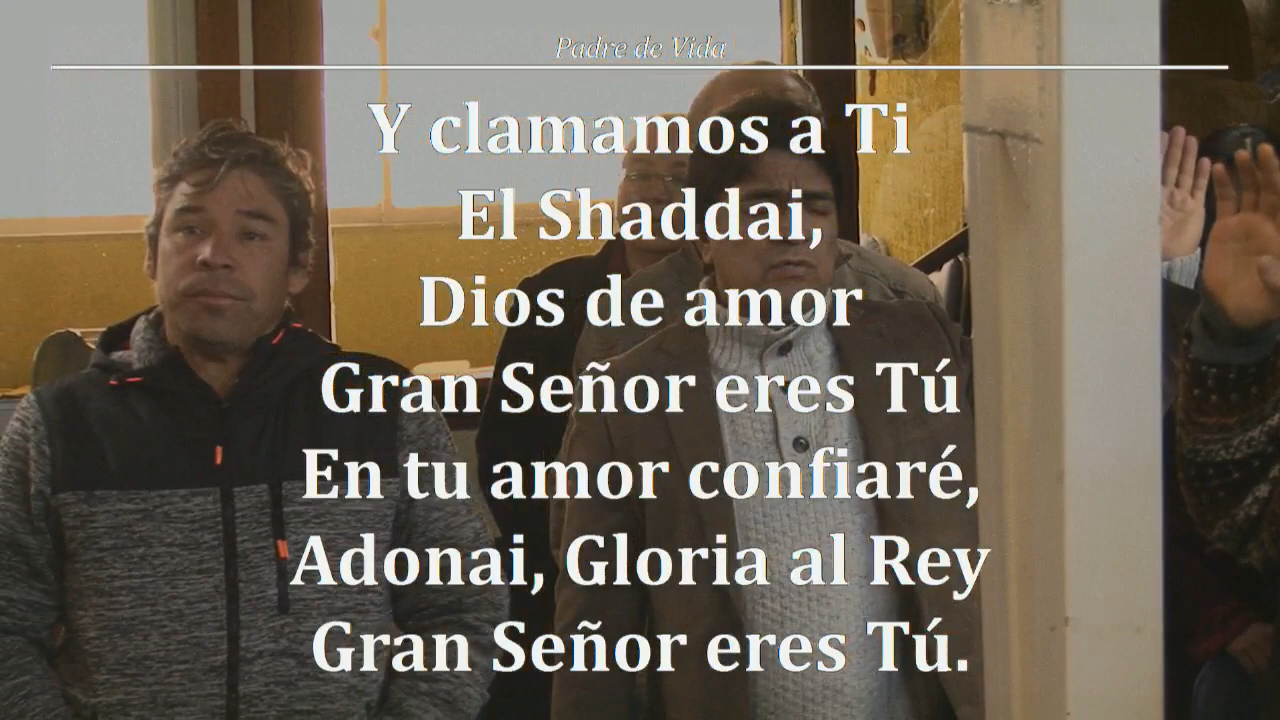 Padre de Vida
Y clamamos a Ti
El Shaddai,
Dios de amor
Gran Señor eres Tú
En tu amor confiaré,
Adonai, Gloria al Rey
Gran Señor eres Tú.